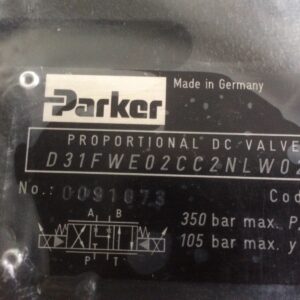 Made in Germany
Parker
PROPORTIONAL DC VALVE
D31FWE02CC2NLW02
No.: 0091873
Cod
A B
350 bar max. P,
105 bar max. y
P T